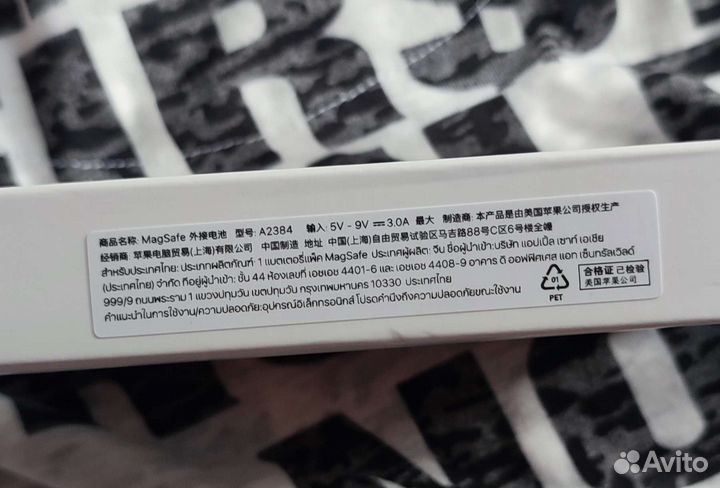 商品名称: MagSafe 外接电池 型号: A2384 输入: 5V - 9V⎓3.0A 最大 制造商: 本产品是由美国苹果公司授权生产
经销商: 苹果电脑贸易(上海)有限公司 中国制造 地址 中国(上海)自由贸易试验区马吉路88号C区6号楼全幢
สำหรับประเทศไทย: ประเภทผลิตภัณฑ์ 1 แบตเตอรี่แพ็ค MagSafe ประเทศผู้ผลิต: จีน ชื่อผู้นำเข้า:บริษัท แอปเปิ้ล เซาท์ เอเชีย
(ประเทศไทย) จำกัด ที่อยู่ผู้นำเข้า: ชั้น 44 ห้องเลขที่ เอชเอช 4401-6 และ เอชเอช 4408-9 อาคาร ดิ ออฟฟิศเศส แอท เซ็นทรัลเวิลด์
999/9 ถนนพระราม 1 แขวงปทุมวัน เขตปทุมวัน กรุงเทพมหานคร 10330 ประเทศไทย
คำแนะนำในการใช้งาน/ความปลอดภัย:อุปกรณ์อิเล็กทรอนิกส์ โปรดคำนึงถึงความปลอดภัยขณะใช้งาน
01
PET
合格证 已检验
美国苹果公司
Avito